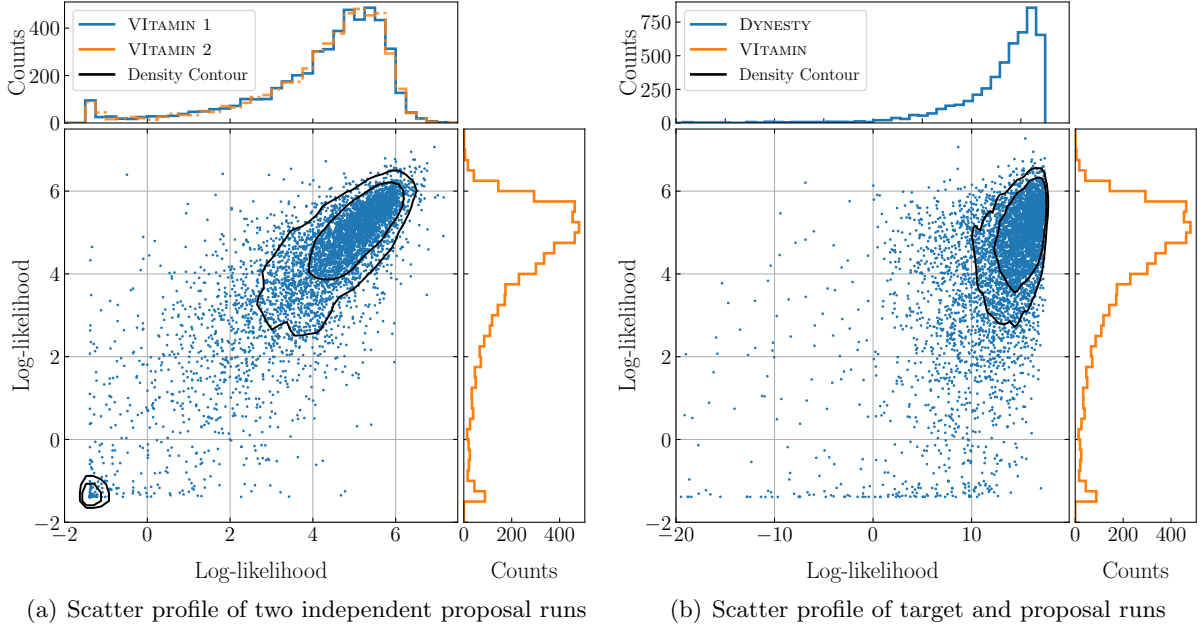 500
400
200
0
Counts
VITAMIN 1
VITAMIN 2
Density Contour
6
4
2
0
−2
Log-likelihood
−2 0 2 4 6
Log-likelihood
0 200 400
Counts
(a) Scatter profile of two independent proposal runs
750
500
250
0
Counts
DYNESTY
VITAMIN
Density Contour
6
4
2
0
−2
Log-likelihood
−20 −10 0 10
Log-likelihood
0 200 400
Counts
(b) Scatter profile of target and proposal runs